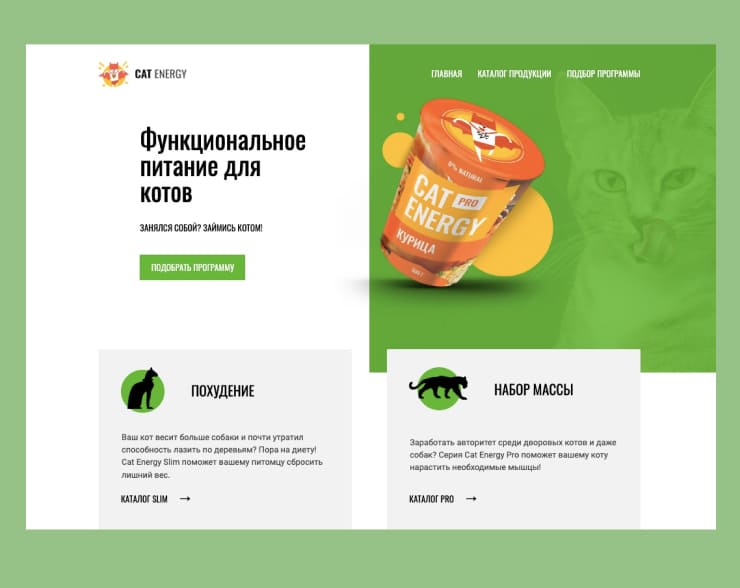 CAT ENERGY
ГЛАВНАЯ КАТАЛОГ ПРОДУКЦИИ ПОДБОР ПРОГРАММЫ
Функциональное
питание для
котов
ЗАНЯЛСЯ СОБОЙ? ЗАЙМИСЬ КОТОМ!
ПОДОБРАТЬ ПРОГРАММУ
0% NATURAL
CAT PRO
ENERGY
КУРИЦА
ПОХУДЕНИЕ
Ваш кот весит больше собаки и почти утратил
способность лазить по деревьям? Пора на диету!
Cat Energy Slim поможет вашему питомцу сбросить
лишний вес.
КАТАЛОГ SLIM →
НАБОР МАССЫ
Заработать авторитет среди дворовых котов и даже
собак? Серия Cat Energy Pro поможет вашему коту
нарастить необходимые мышцы!
КАТАЛОГ PRO →